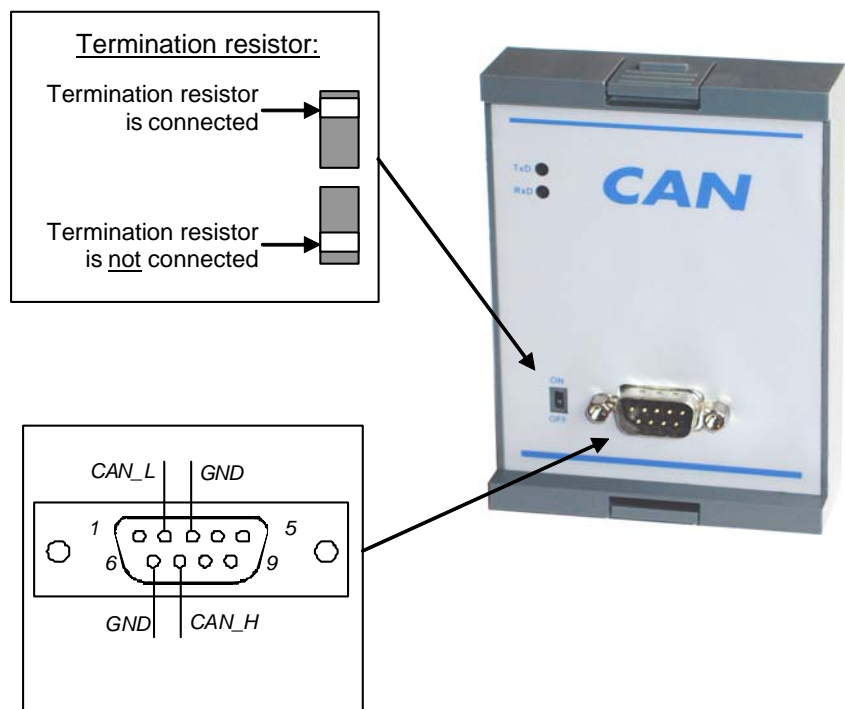 Termination resistor:
Termination resistor
is connected
Termination resistor
is not connected
TxD
RxD
CAN
ON
OFF
CAN_L GND
1 5
6 9
GND CAN_H